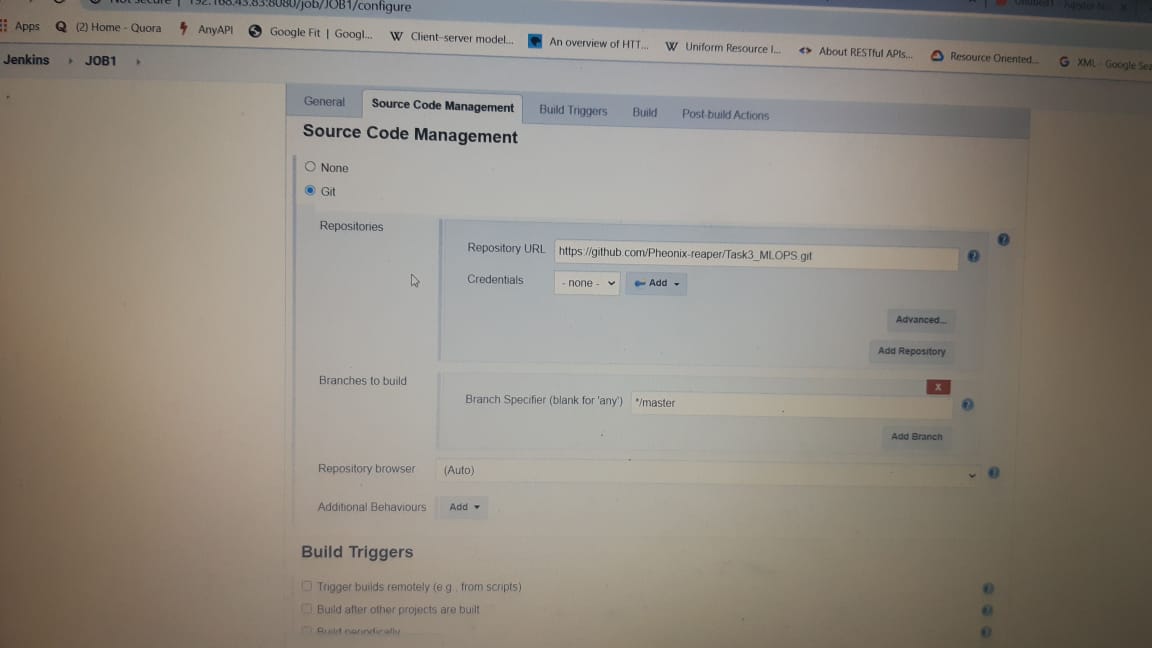 192.168.43.83:8080/job/JOB1/configure
Apps (2) Home - Quora AnyAPI Google Fit | Googl... Client–server model... An overview of HTT... Uniform Resource I... About RESTful APIs... Resource Oriented... XML - Google Sea
Jenkins JOB1
General Source Code Management Build Triggers Build Post-build Actions
Source Code Management
None
Git
Repositories
Repository URL https://github.com/Pheonix-reaper/Task3_MLOPS.git
Credentials - none - Add
Advanced...
Add Repository
Branches to build
X
Branch Specifier (blank for 'any') */master
Add Branch
Repository browser (Auto)
Additional Behaviours Add
Build Triggers
Trigger builds remotely (e.g., from scripts)
Build after other projects are built
Build periodically